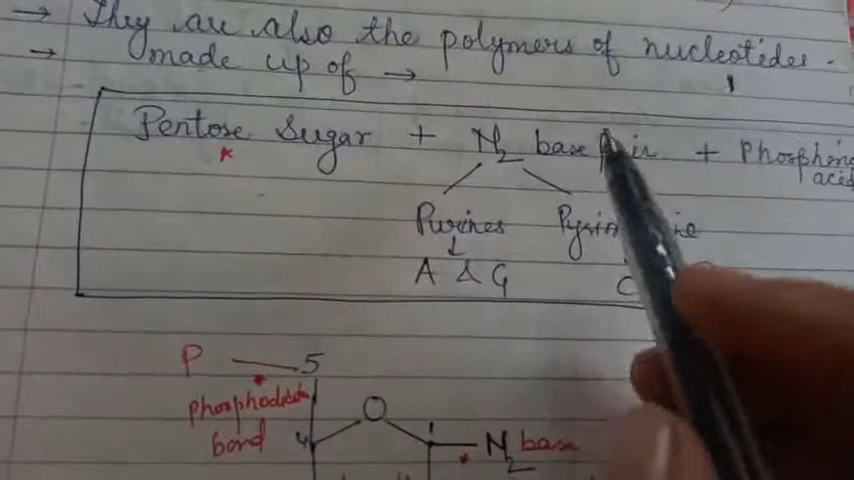 → They are also the polymers of nucleotides.
→ made up of →
Pentose Sugar + N2 base pair + Phosphoric acid
Purines
A & G C
P — 5
phosphodiester bond
O
4 N2 base